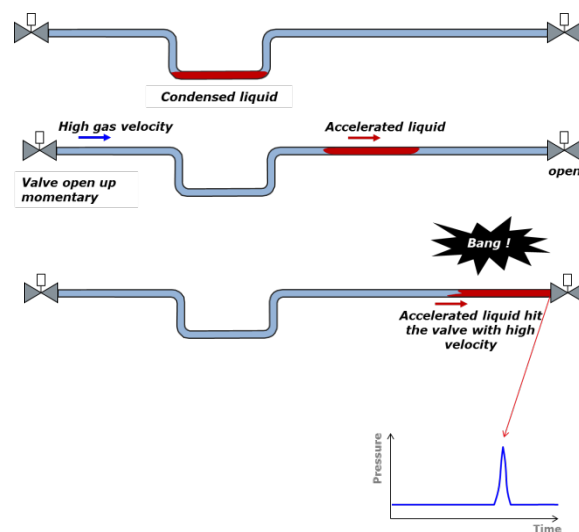 Condensed liquid
High gas velocity
Accelerated liquid
Valve open up
momentary
open
Bang !
Accelerated liquid hit
the valve with high
velocity
Pressure
Time